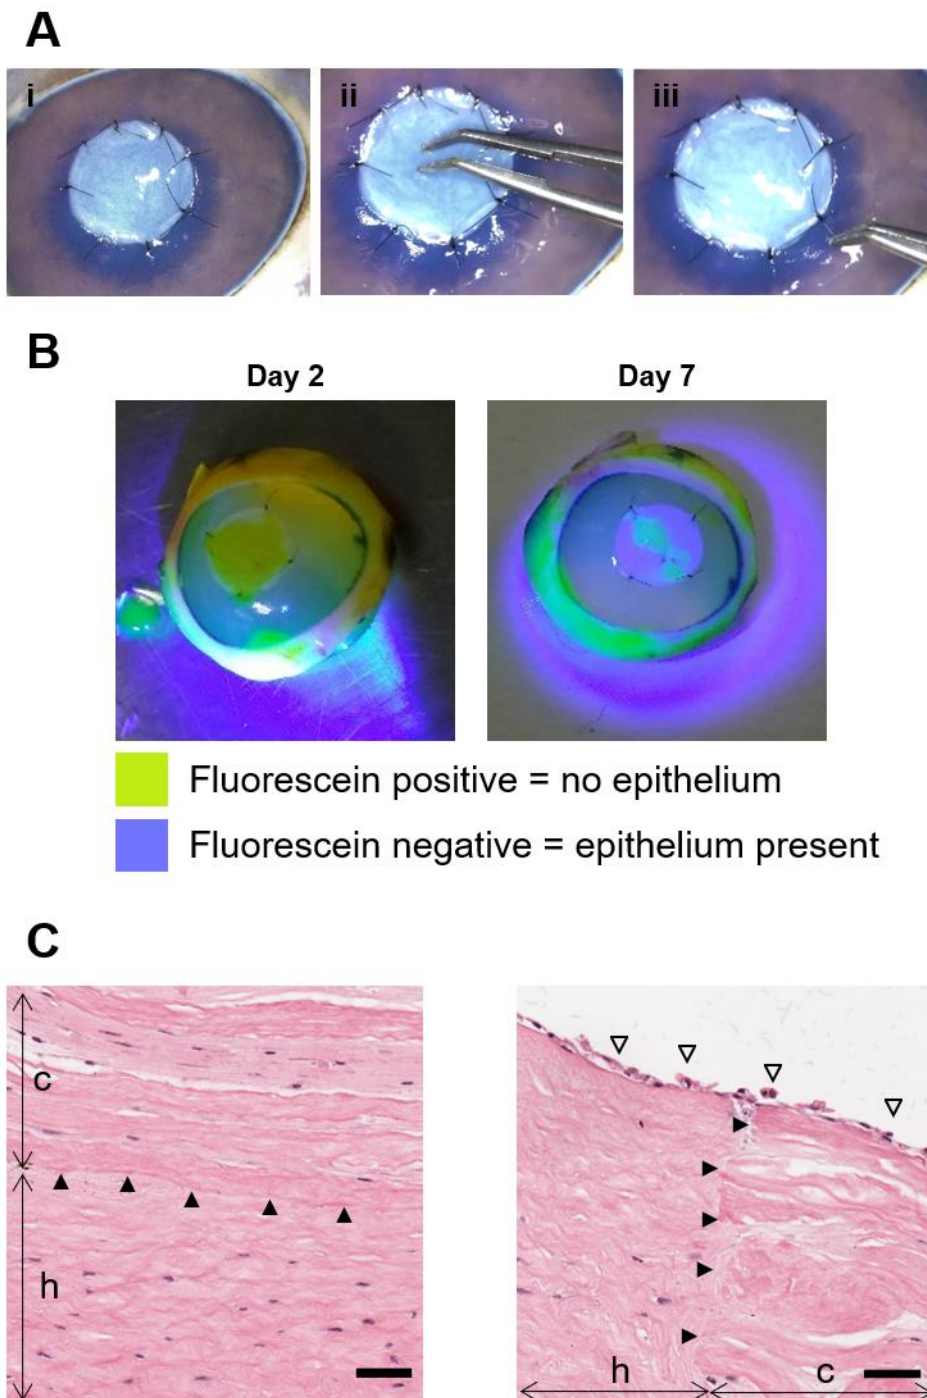 A
i ii iii
B
Day 2 Day 7
Fluorescein positive = no epithelium
Fluorescein negative = epithelium present
C
c
h
h c